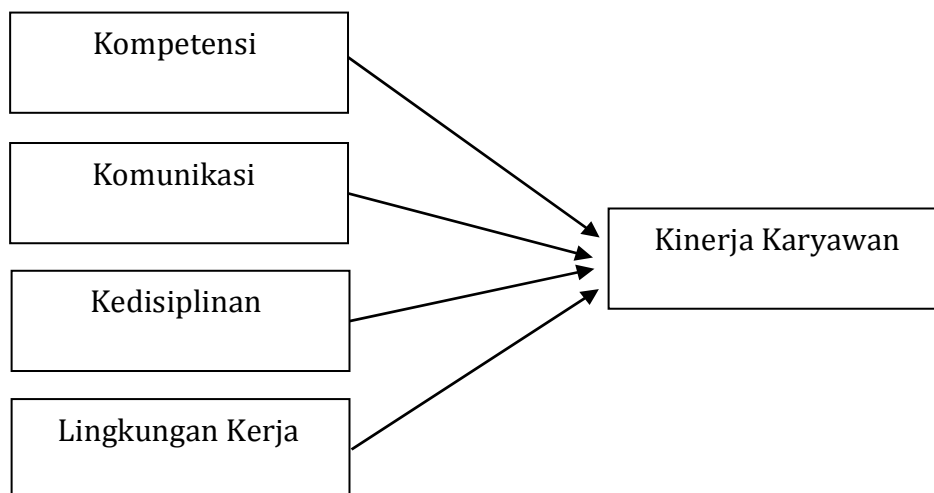 Kompetensi
Komunikasi
Kinerja Karyawan
Kedisiplinan
Lingkungan Kerja